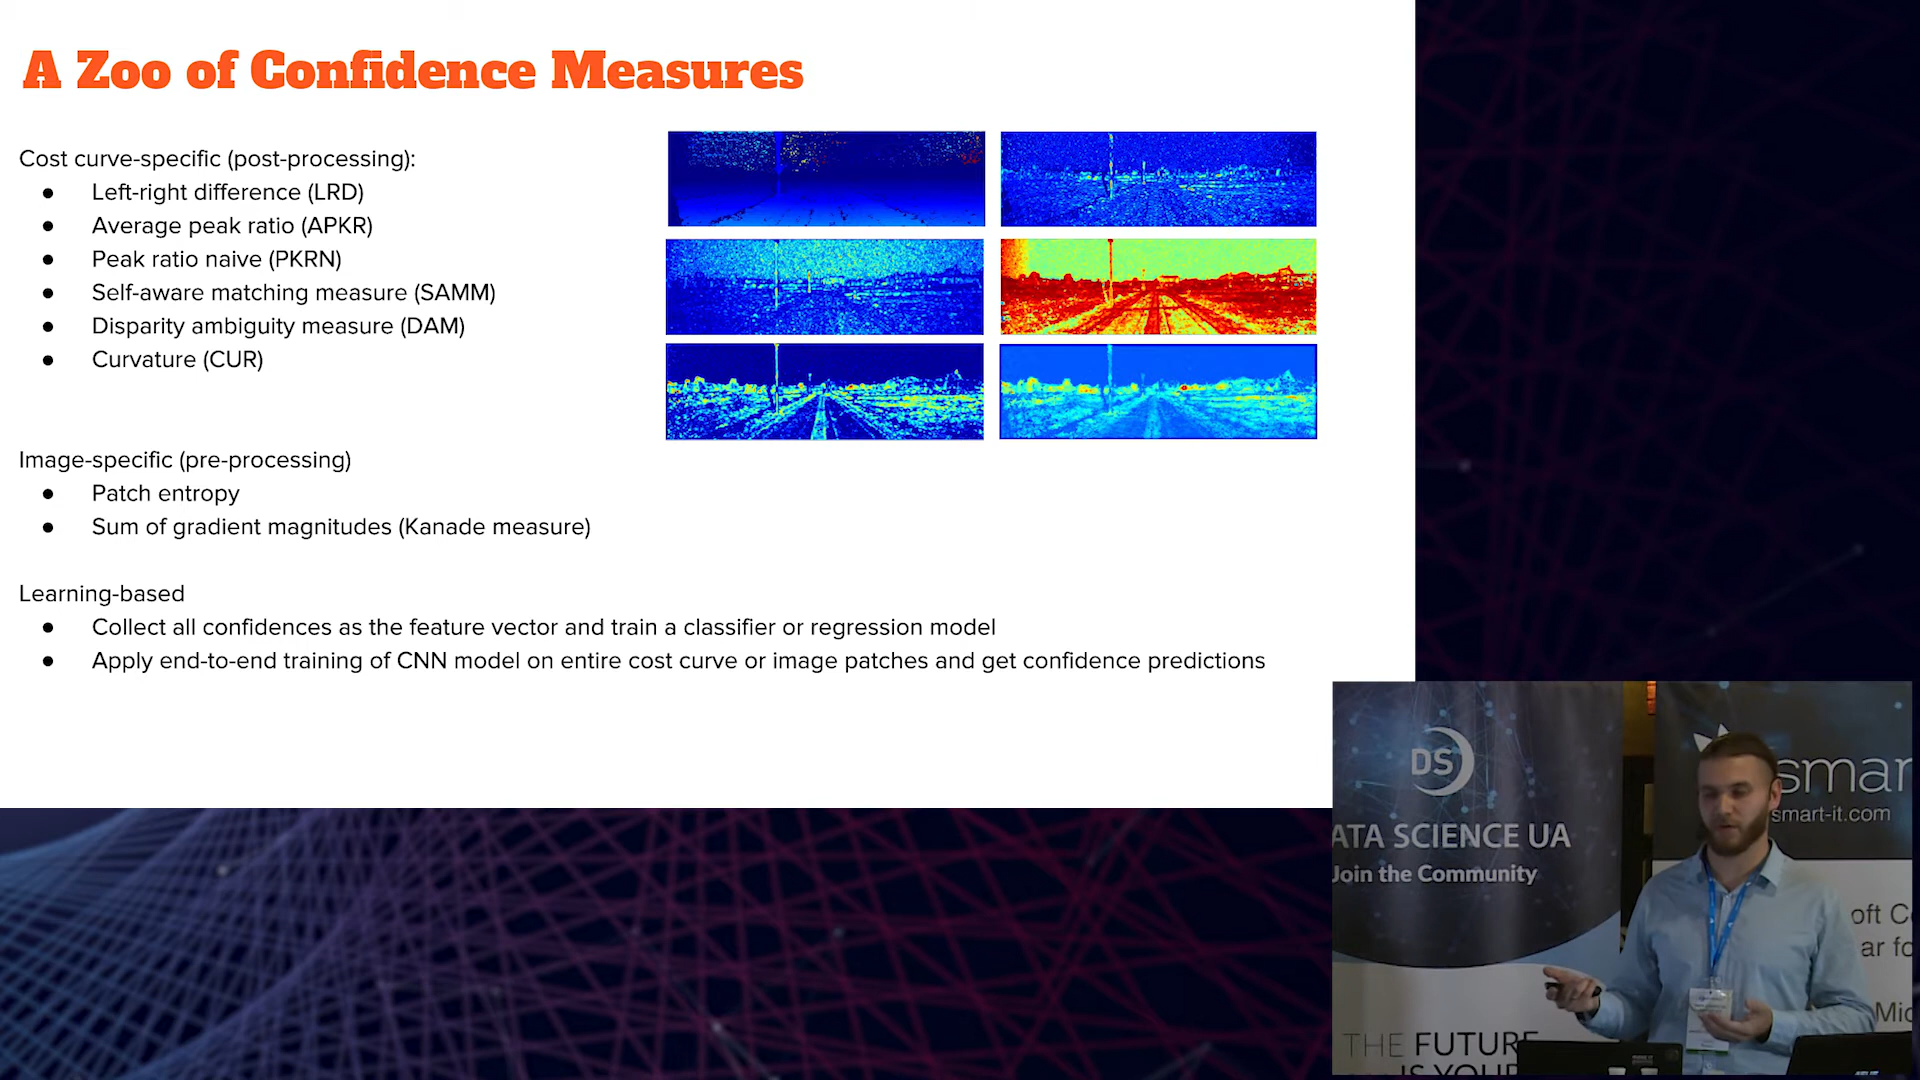 A Zoo of Confidence Measures
Cost curve-specific (post-processing):
● Left-right difference (LRD)
● Average peak ratio (APKR)
● Peak ratio naive (PKRN)
● Self-aware matching measure (SAMM)
● Disparity ambiguity measure (DAM)
● Curvature (CUR)
Image-specific (pre-processing)
● Patch entropy
● Sum of gradient magnitudes (Kanade measure)
Learning-based
● Collect all confidences as the feature vector and train a classifier or regression model
● Apply end-to-end training of CNN model on entire cost curve or image patches and get confidence predictions
DS
ATA SCIENCE UA
Join the Community
THE FUTURE
IS YOUR
smar
smart-it.com
oft C
ar fo
Mic